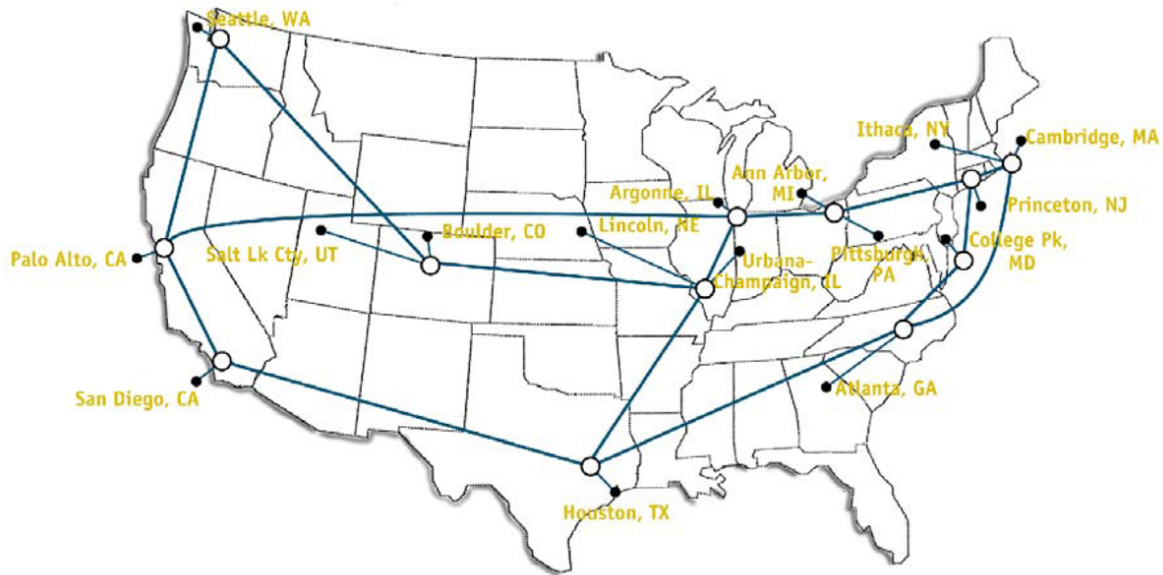 Seattle, WA
Ithaca, NY
Cambridge, MA
Ann Arbor,
MI
Argonne, IL
Princeton, NJ
Lincoln, NE
Boulder, CO
Salt Lk Cty, UT
Palo Alto, CA
College Pk,
MD
Pittsburgh,
PA
Urbana-
Champaign, IL
San Diego, CA
Atlanta, GA
Houston, TX